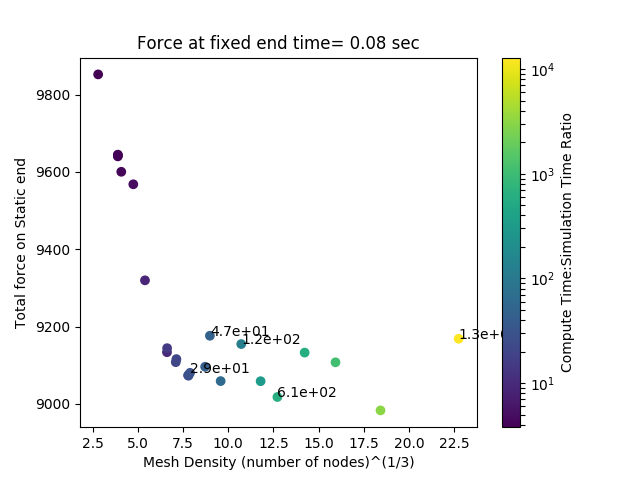 Force at fixed end time= 0.08 sec
Total force on Static end
9800
9600
9400
9200
9000
4.7e+01
1.2e+02
2.9e+01
6.1e+02
1.3e+0
2.5
5.0
7.5
10.0
12.5
15.0
17.5
20.0
22.5
Mesh Density (number of nodes)^(1/3)
10^4
10^3
10^2
10^1
Compute Time:Simulation Time Ratio